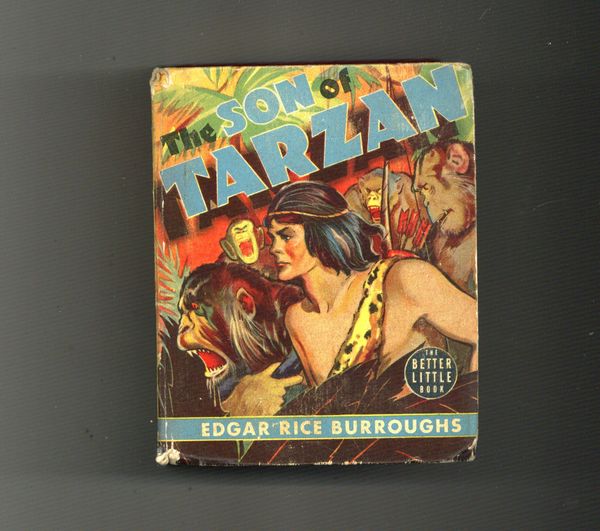 The SON of
TARZAN
THE
BETTER
LITTLE
BOOK
EDGAR RICE BURROUGHS